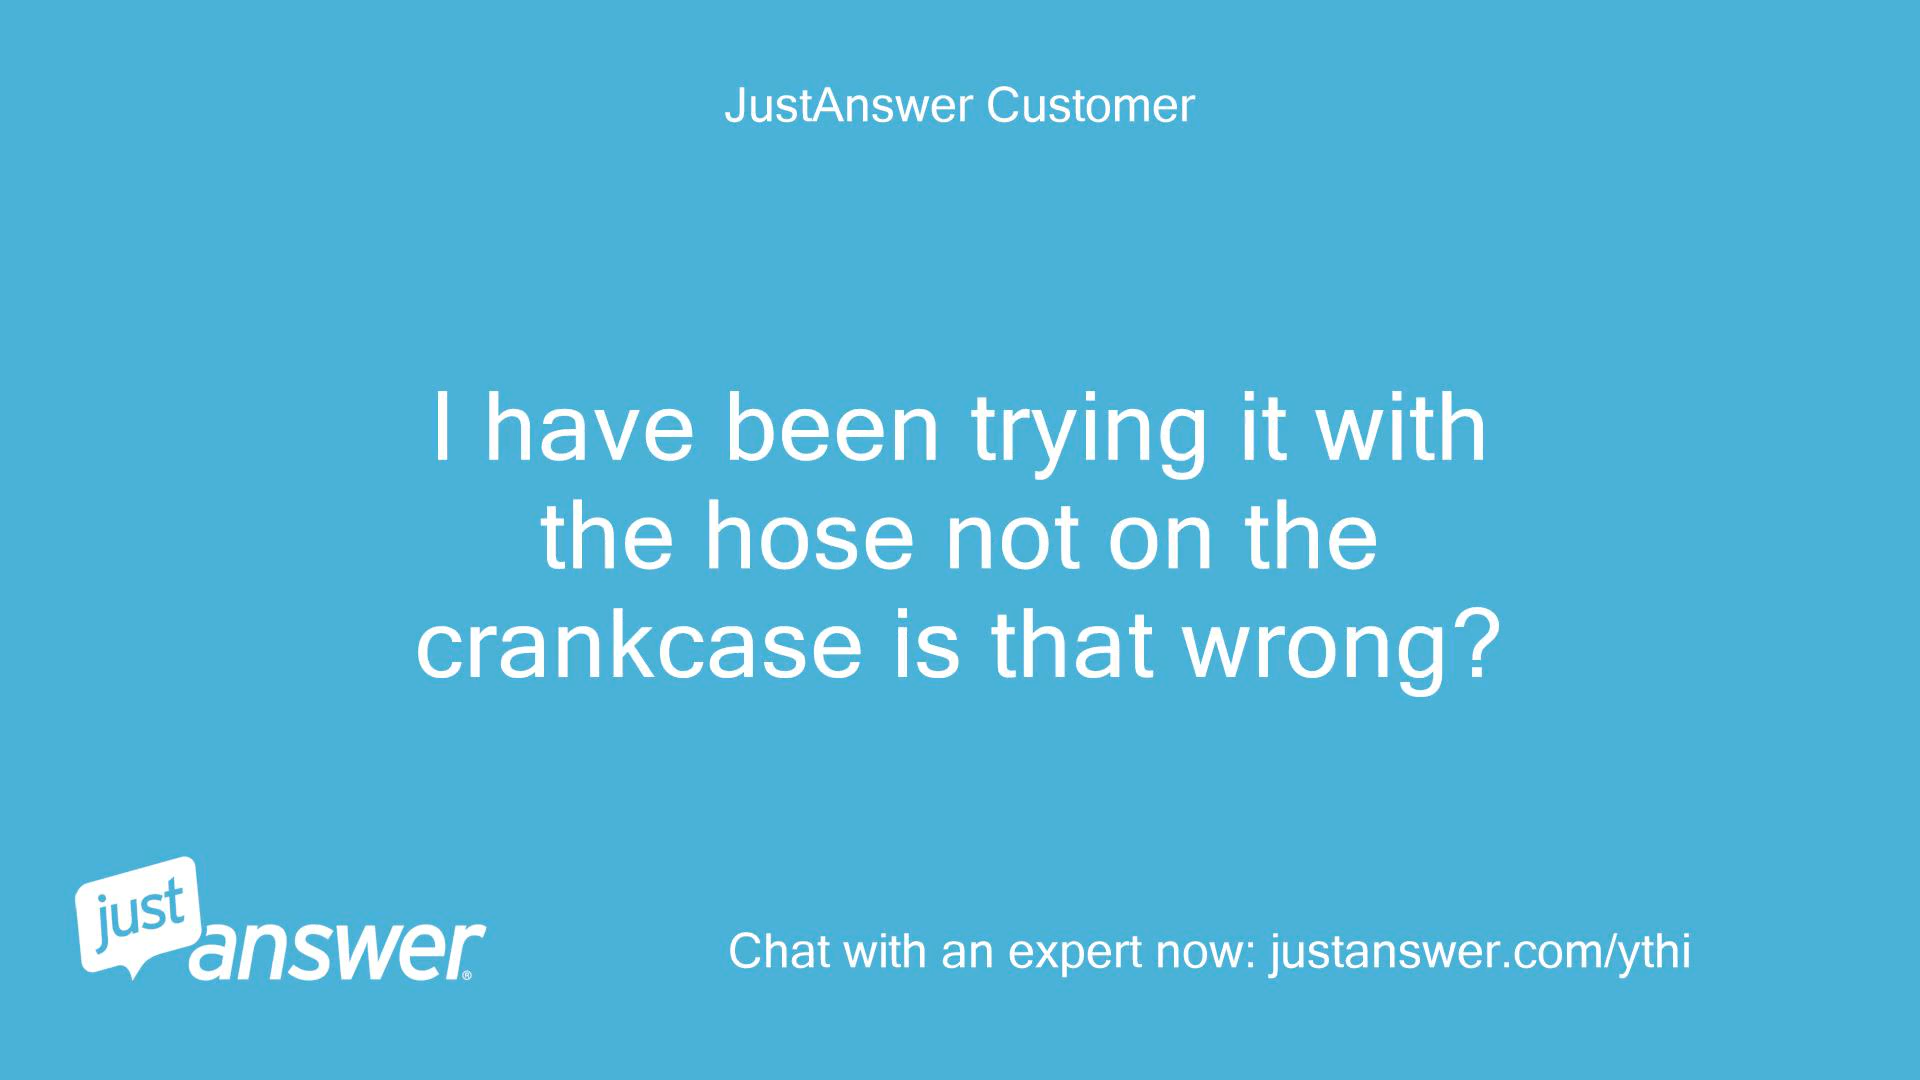 JustAnswer Customer
I have been trying it with
the hose not on the
crankcase is that wrong?
just
answer®
Chat with an expert now: justanswer.com/ythi